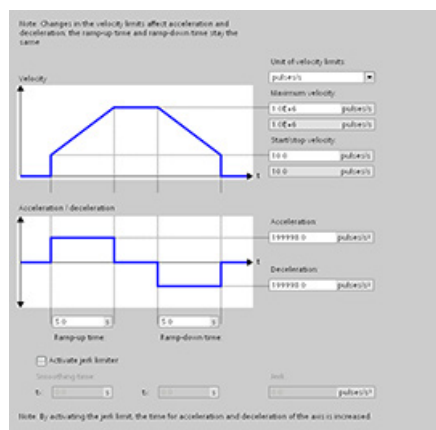 Note: Changes in the velocity limits affect acceleration and
deceleration; the ramp-up time and ramp-down time stay the
same
Unit of velocity limits:
pulses/s
Velocity
Maximum velocity:
1.0E+6 pulses/s
1.0E+6 pulses/s
Start/stop velocity:
10.0 pulses/s
10.0 pulses/s
t
Acceleration / deceleration
Acceleration:
199998.0 pulses/s²
t
Deceleration:
199998.0 pulses/s²
5.0 s 5.0 s
Ramp-up time Ramp-down time
Activate jerk limiter
Smoothing time: Jerk:
s s pulses/s³
Note: By activating the jerk limit, the time for acceleration and deceleration of the axis is increased.